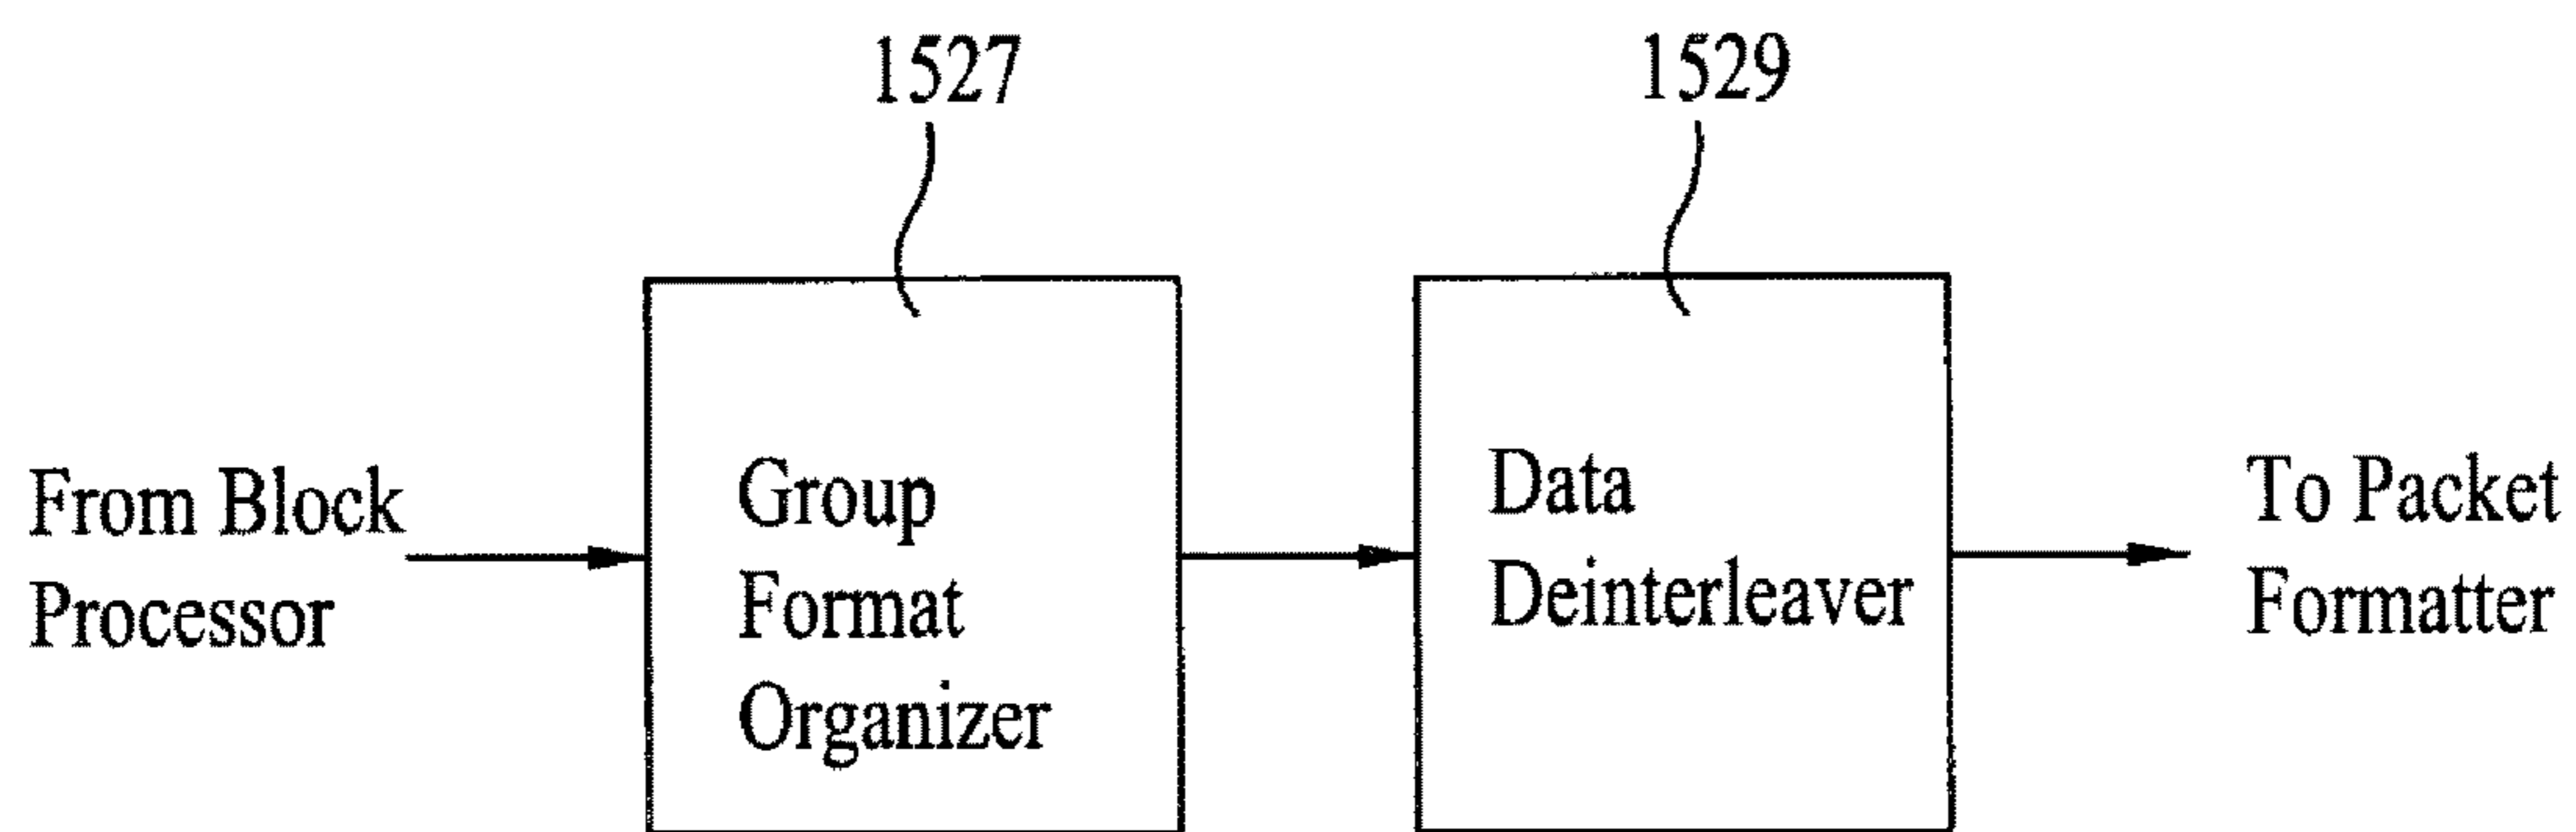 1527
1529
From Block
Processor
Group
Format
Organizer
Data
Deinterleaver
To Packet
Formatter